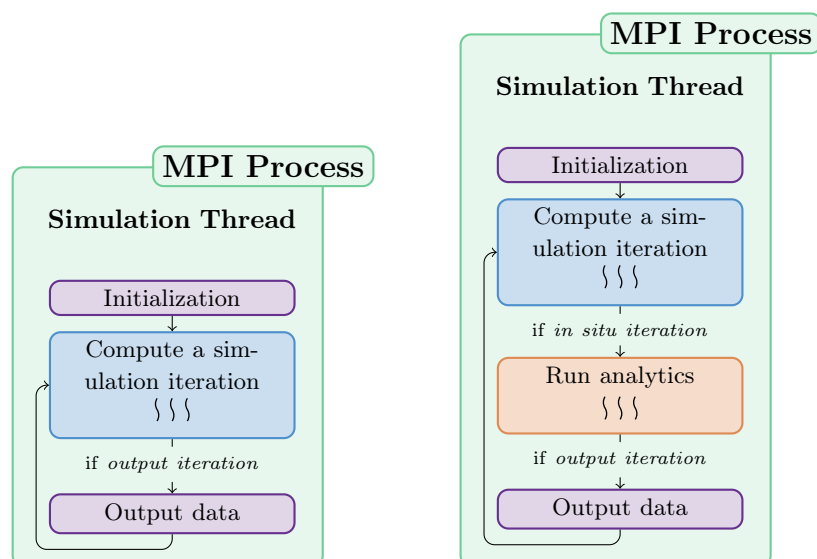 MPI Process
Simulation Thread
Initialization
Compute a sim-
ulation iteration
if output iteration
Output data
MPI Process
Simulation Thread
Initialization
Compute a sim-
ulation iteration
if in situ iteration
Run analytics
if output iteration
Output data